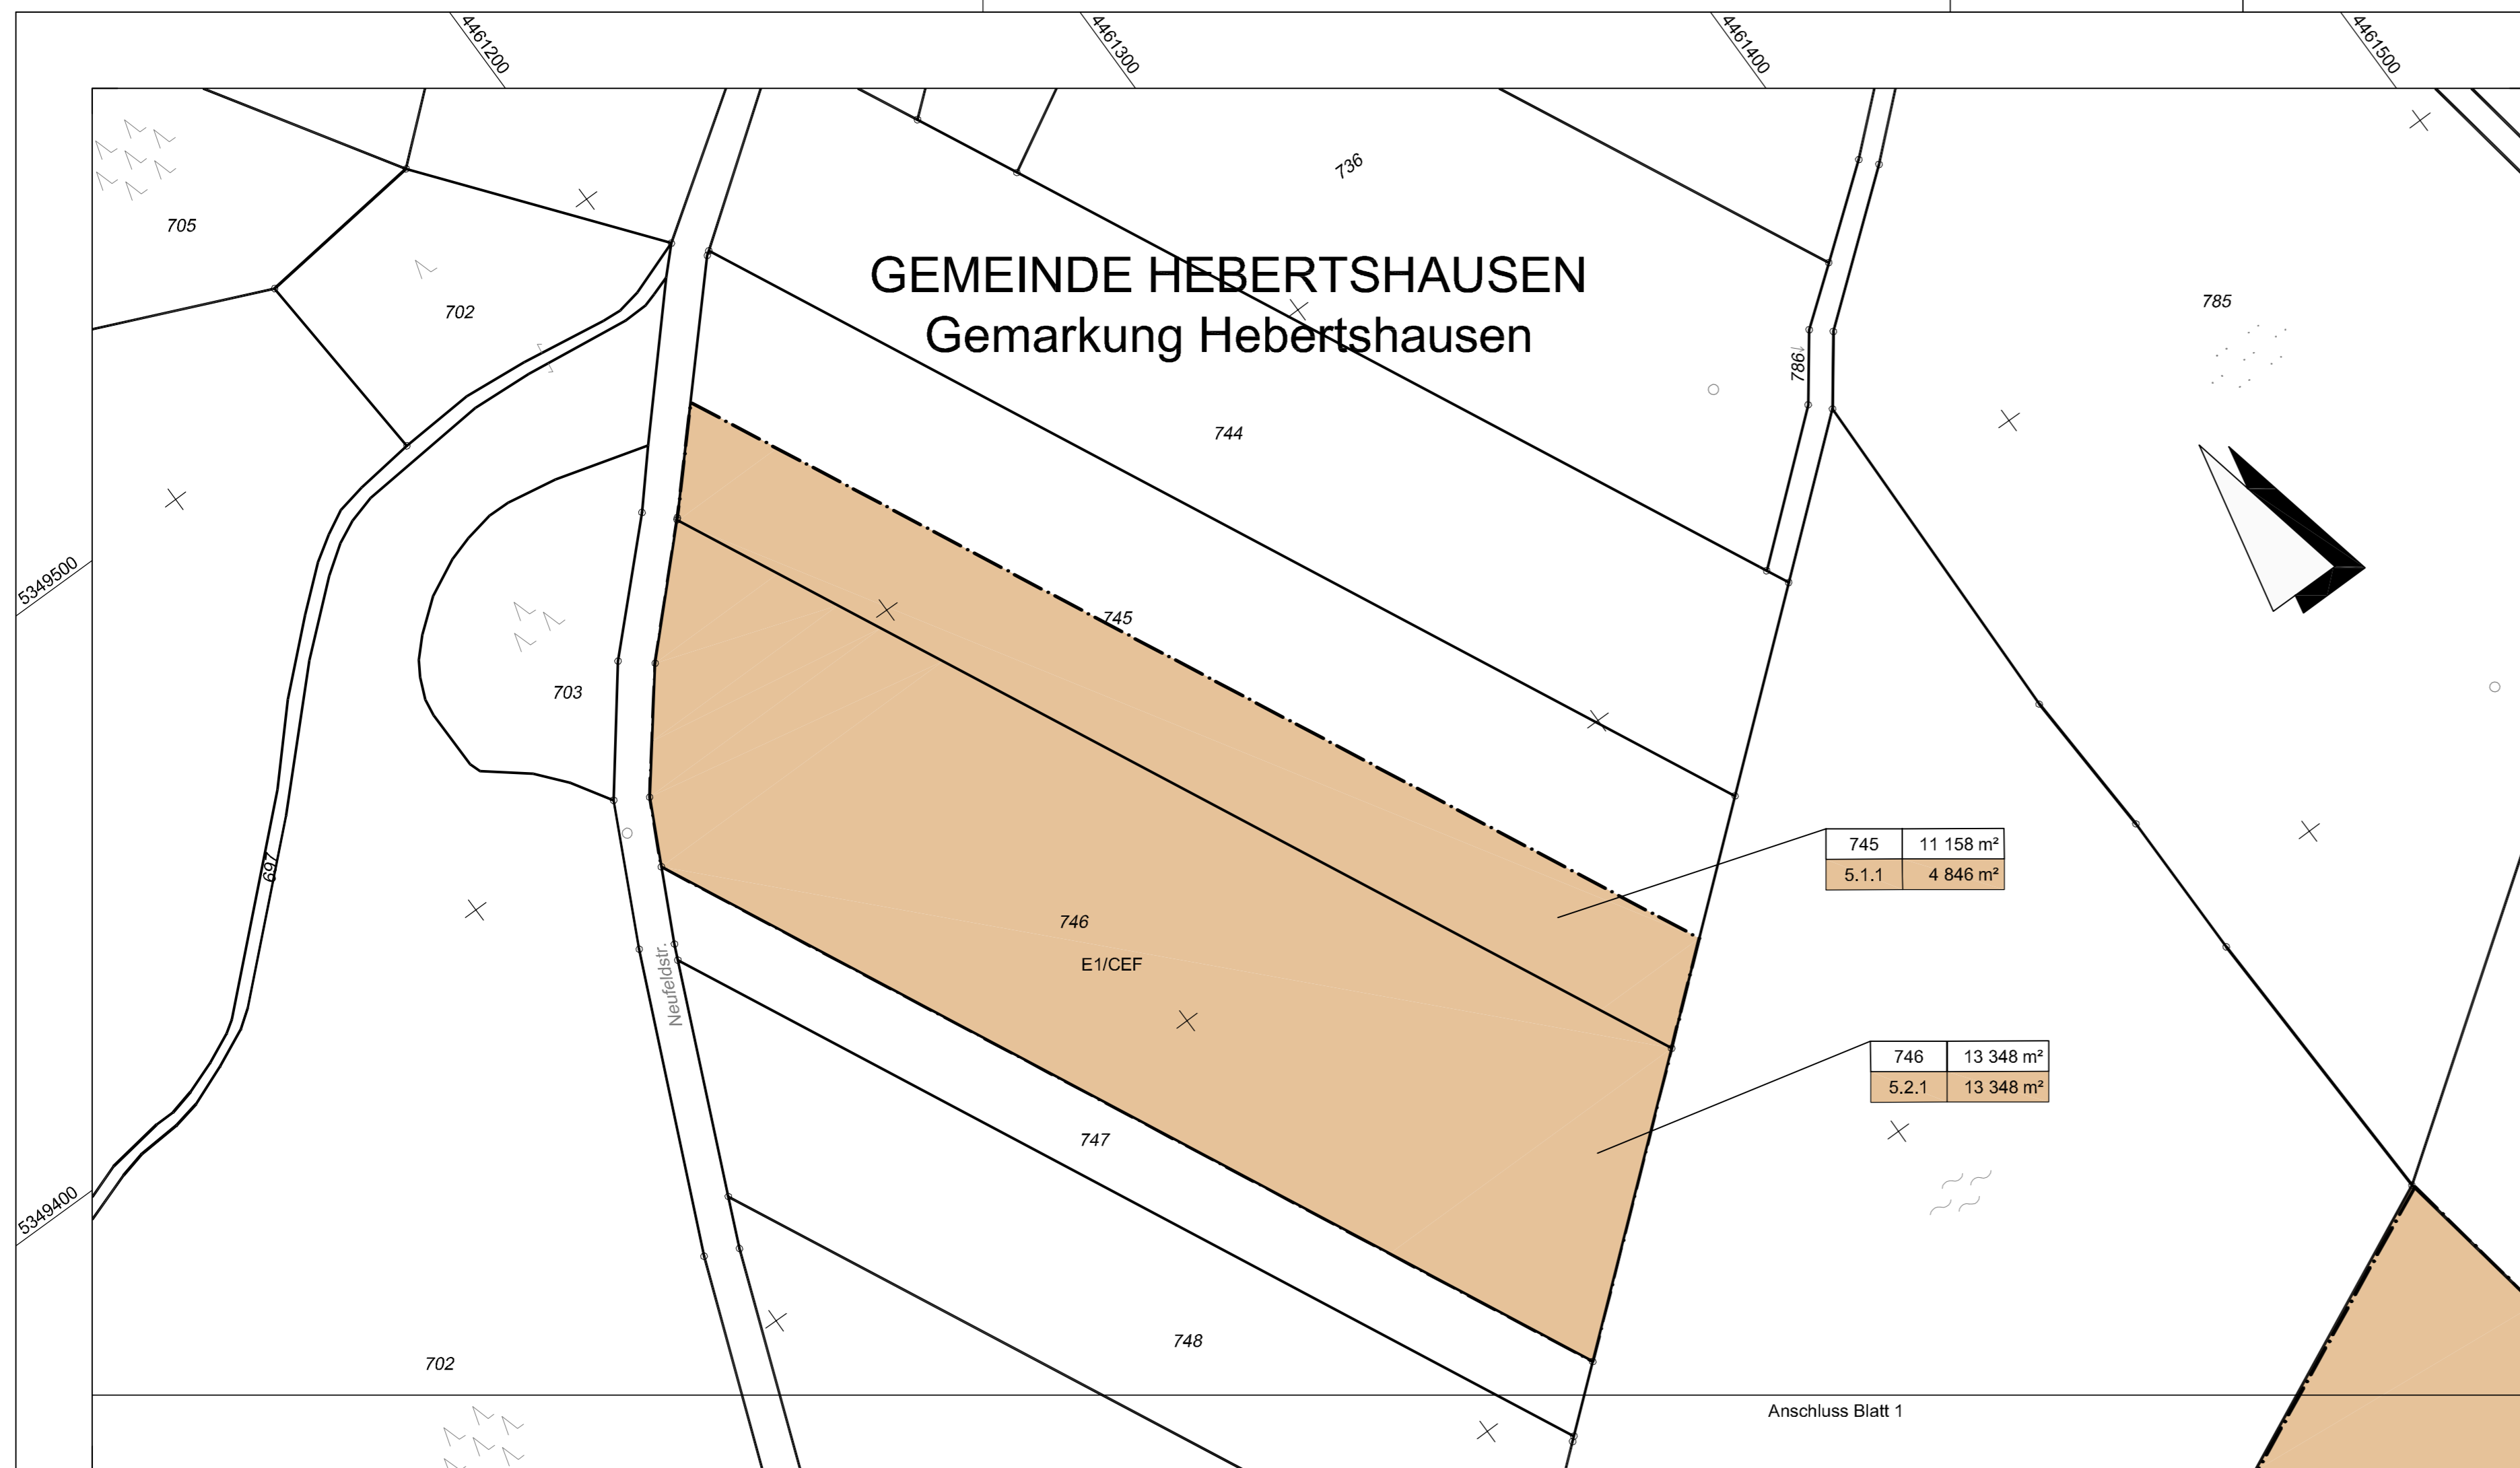 4461200
4461300
4461400
4461500
736
705
GEMEINDE HEBERTSHAUSEN
702
785
Gemarkung Hebertshausen
786
744
5349500
745
703
745 11 158 m²
5.1.1 4 846 m²
697
746
E1/CEF
Neufeldstr.
746 13 348 m²
5.2.1 13 348 m²
747
5349400
748
702
Anschluss Blatt 1